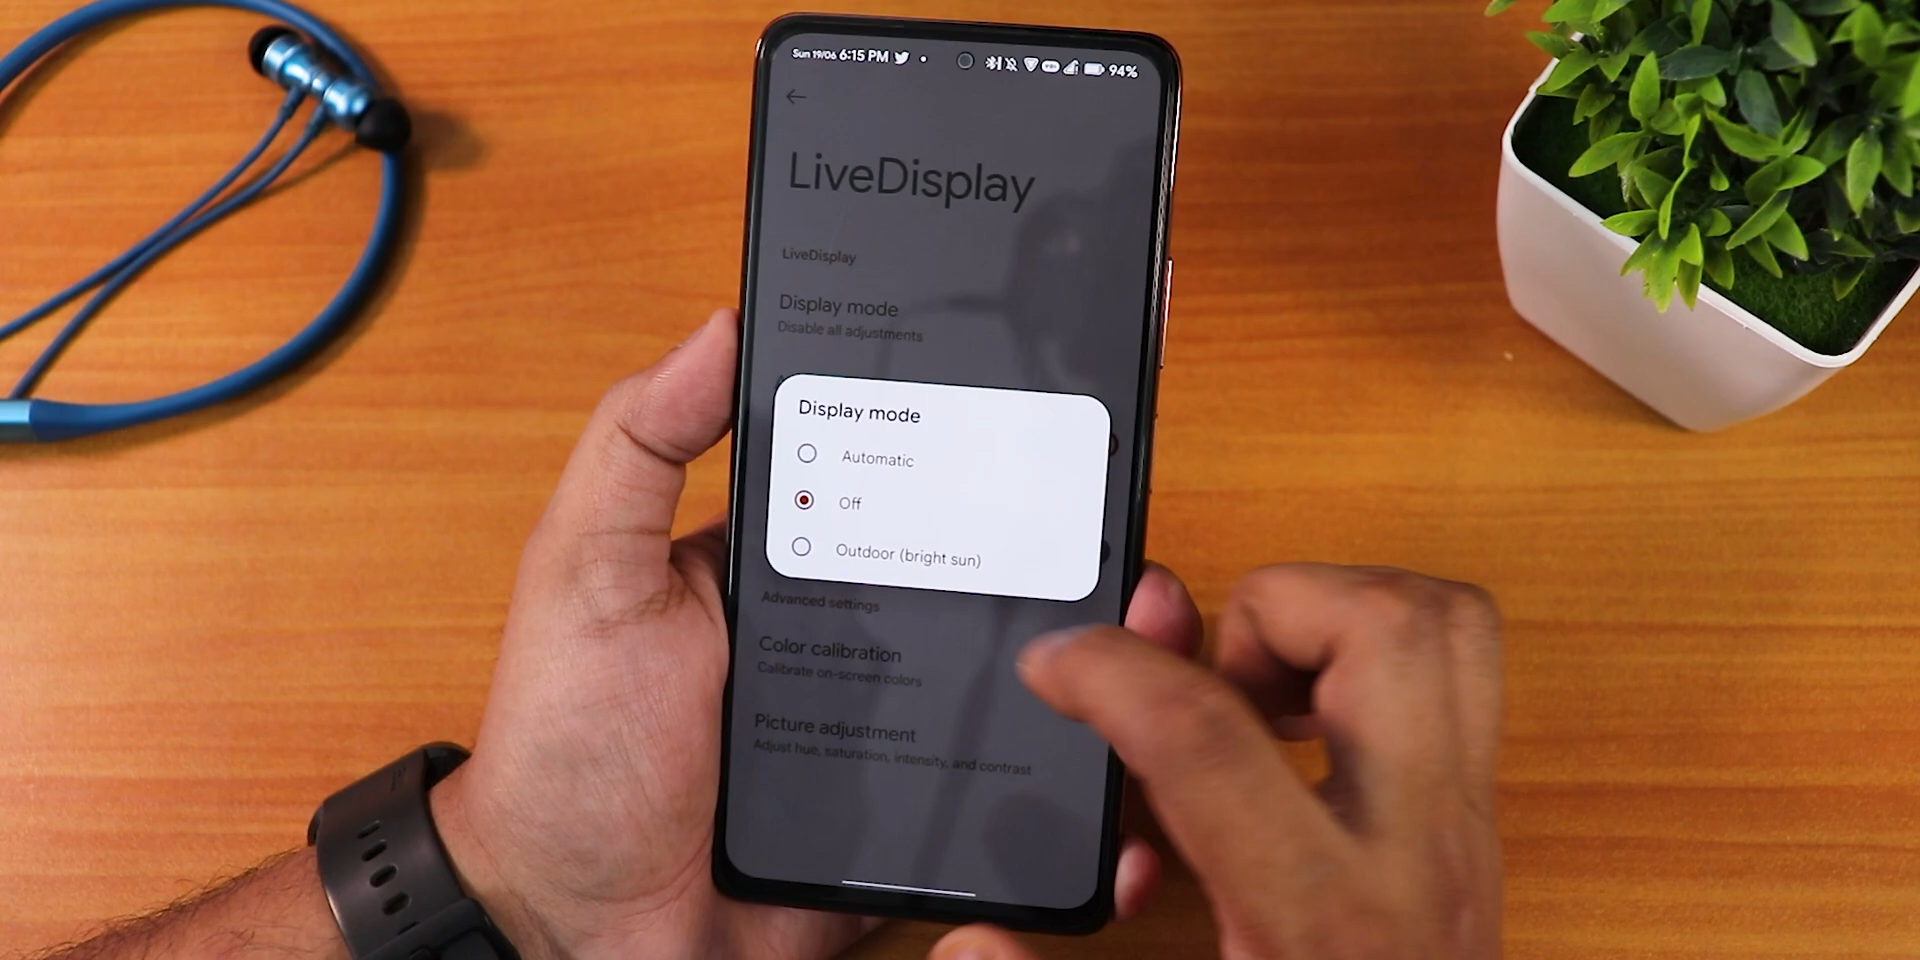 Sun 19/06 6:15 PM 94%
LiveDisplay
LiveDisplay
Display mode
Disable all adjustments
Display mode
Automatic
Off
Outdoor (bright sun)
Advanced settings
Color calibration
Calibrate on-screen colors
Picture adjustment
Adjust hue, saturation, intensity, and contrast